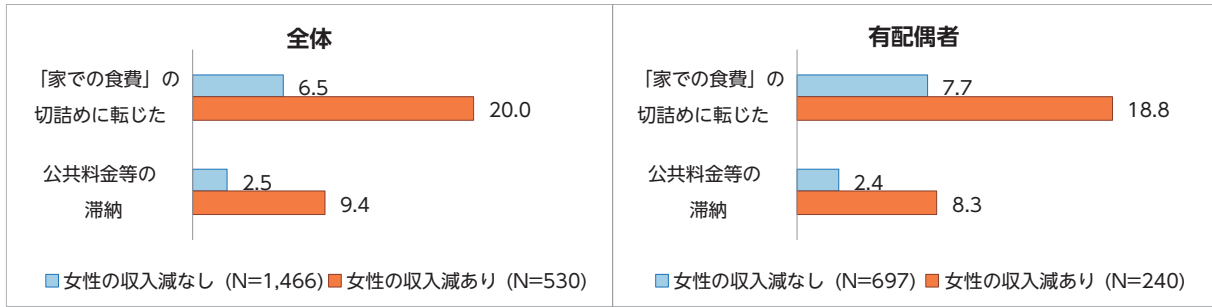 全体
「家での食費」の
切詰めに転じた
6.5
20.0
公共料金等の
滞納
2.5
9.4
女性の収入減なし (N=1,466) 女性の収入減あり (N=530)
有配偶者
「家での食費」の
切詰めに転じた
7.7
18.8
公共料金等の
滞納
2.4
8.3
女性の収入減なし (N=697) 女性の収入減あり (N=240)